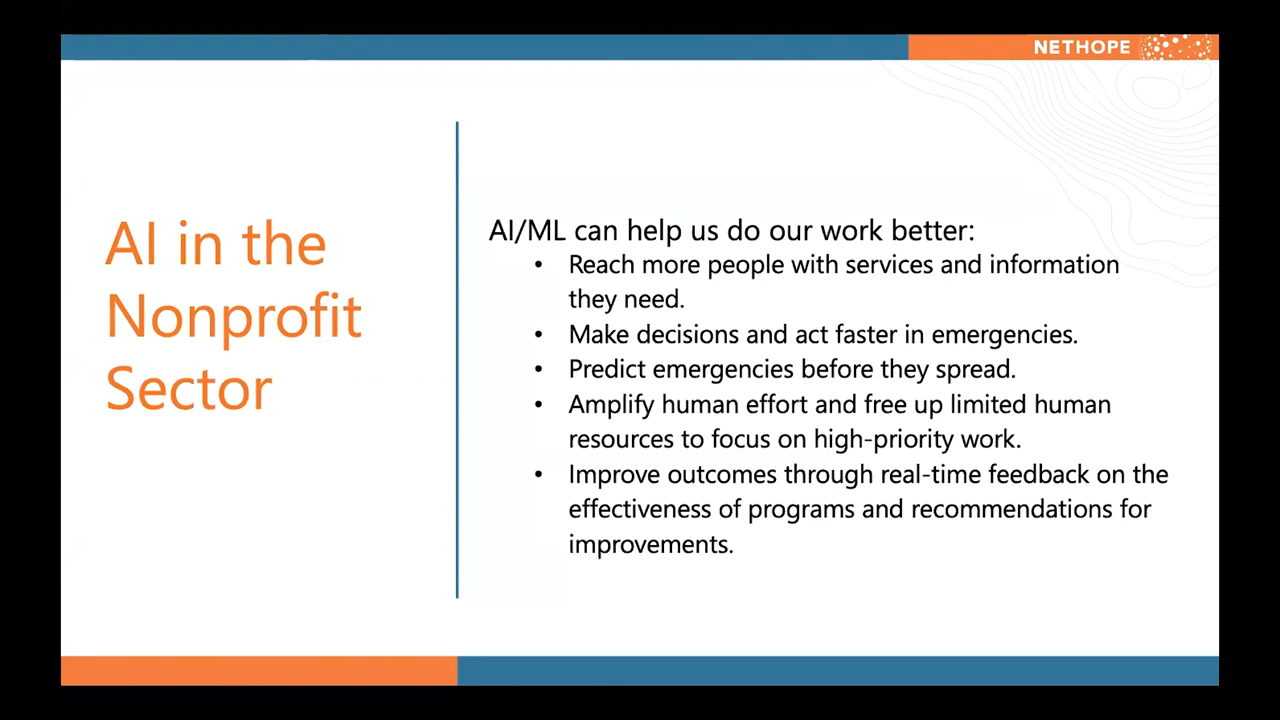 NETHOPE
AI in the
Nonprofit
Sector
AI/ML can help us do our work better:
• Reach more people with services and information
they need.
• Make decisions and act faster in emergencies.
• Predict emergencies before they spread.
• Amplify human effort and free up limited human
resources to focus on high-priority work.
• Improve outcomes through real-time feedback on the
effectiveness of programs and recommendations for
improvements.